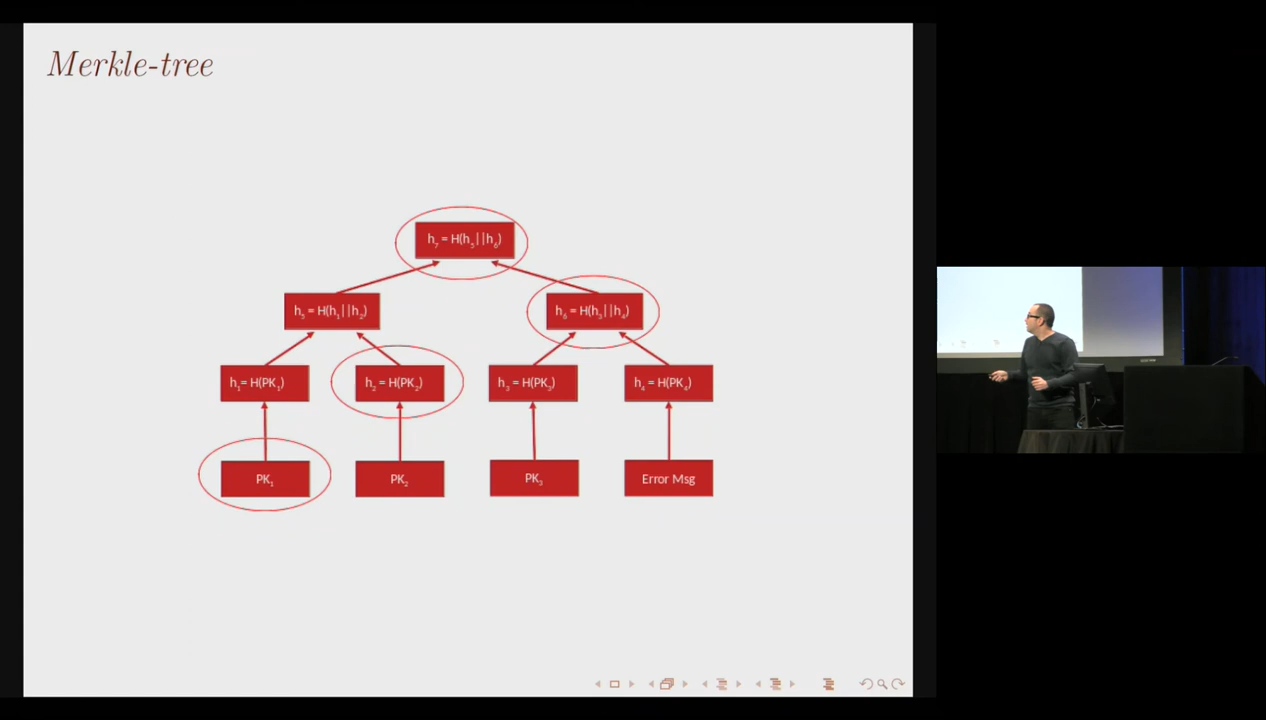 Merkle-tree
h₇ = H(h₅||h₆)
h₅ = H(h₁||h₂)
h₆ = H(h₃||h₄)
h₁= H(PK₁)
h₂ = H(PK₂)
h₃ = H(PK₃)
h₄ = H(PK₄)
PK₁
PK₂
PK₃
Error Msg